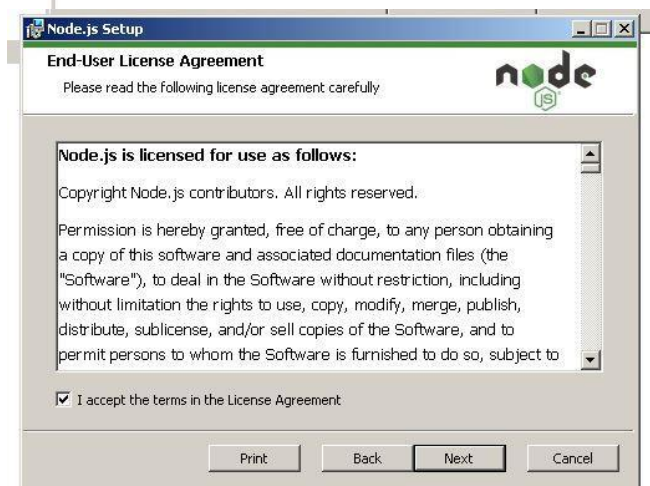 Node.js Setup
End-User License Agreement
Please read the following license agreement carefully
node
JS
Node.js is licensed for use as follows:
Copyright Node.js contributors. All rights reserved.
Permission is hereby granted, free of charge, to any person obtaining
a copy of this software and associated documentation files (the
"Software"), to deal in the Software without restriction, including
without limitation the rights to use, copy, modify, merge, publish,
distribute, sublicense, and/or sell copies of the Software, and to
permit persons to whom the Software is furnished to do so, subject to
I accept the terms in the License Agreement
Print Back Next Cancel